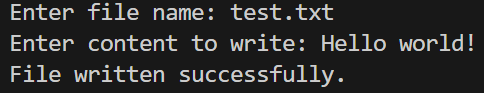 Enter file name: test.txt
Enter content to write: Hello world!
File written successfully.